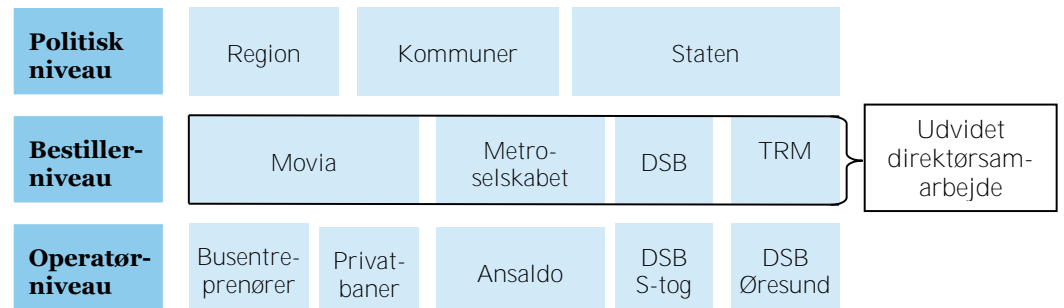 Politisk
niveau
Region
Kommuner
Staten
Bestiller-
niveau
Movia
Metro-
selskabet
DSB
TRM
Udvidet
direktørsam-
arbejde
Operatør-
niveau
Busentre-
prenører
Privat-
baner
Ansaldo
DSB
S-tog
DSB
Øresund